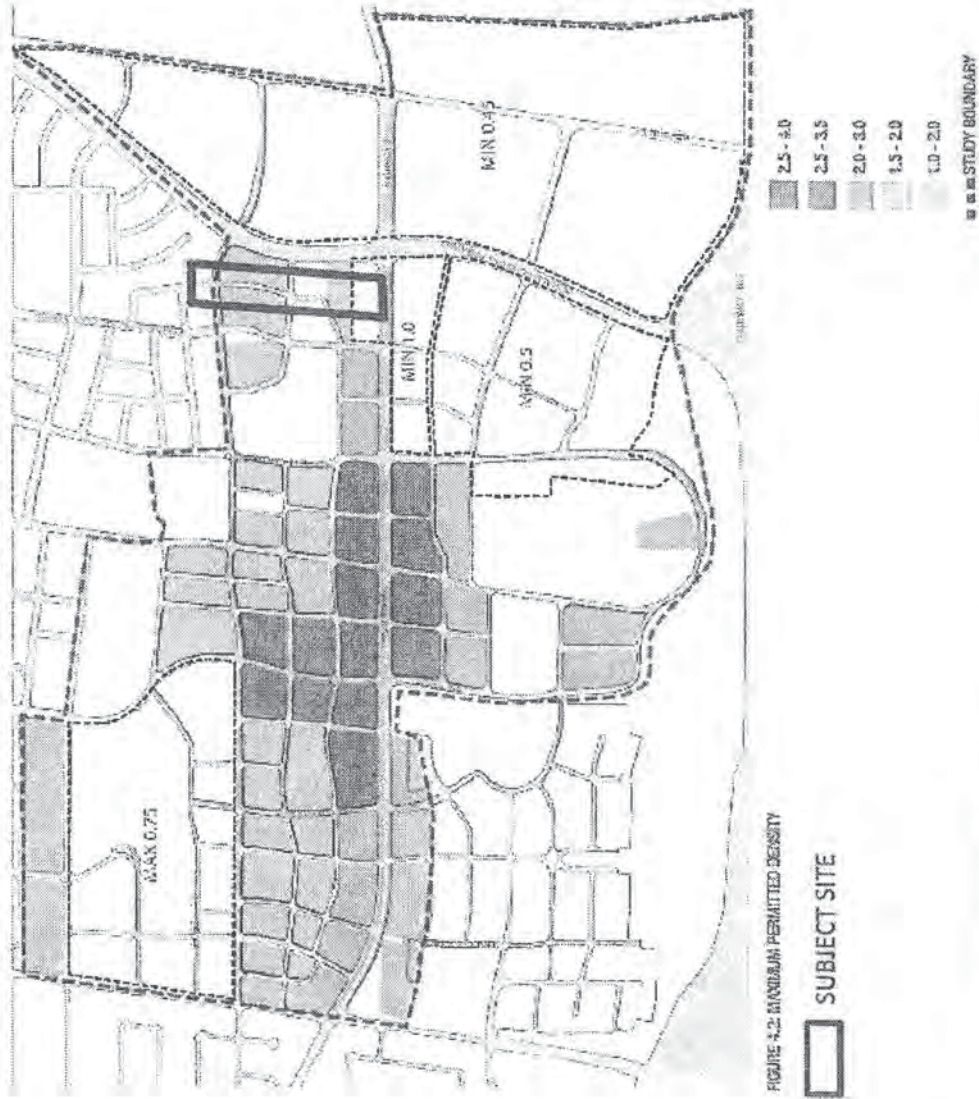 MIN 0.45
MAX 0.75
MIN 1.0
MIN 0.5
2.5 - 4.0
2.5 - 3.5
2.0 - 3.0
1.5 - 2.0
1.0 - 2.0
STUDY BOUNDARY
FIGURE 4.2: MAXIMUM PERMITTED DENSITY
SUBJECT SITE